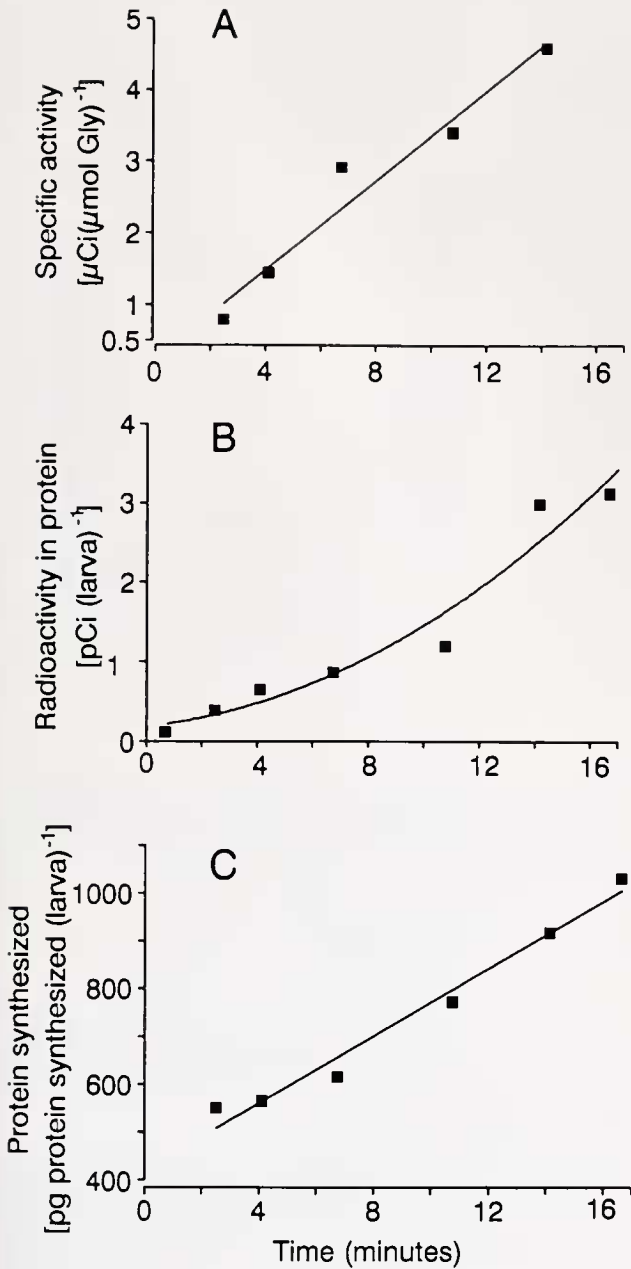 A
Specific activity
[µCi(µmol Gly)⁻¹]
5
4
3
2
1
0.5
0 4 8 12 16
B
Radioactivity in protein
[pCi (larva)⁻¹]
4
3
2
1
0
0 4 8 12 16
C
Protein synthesized
[pg protein synthesized (larva)⁻¹]
1000
800
600
400
0 4 8 12 16
Time (minutes)